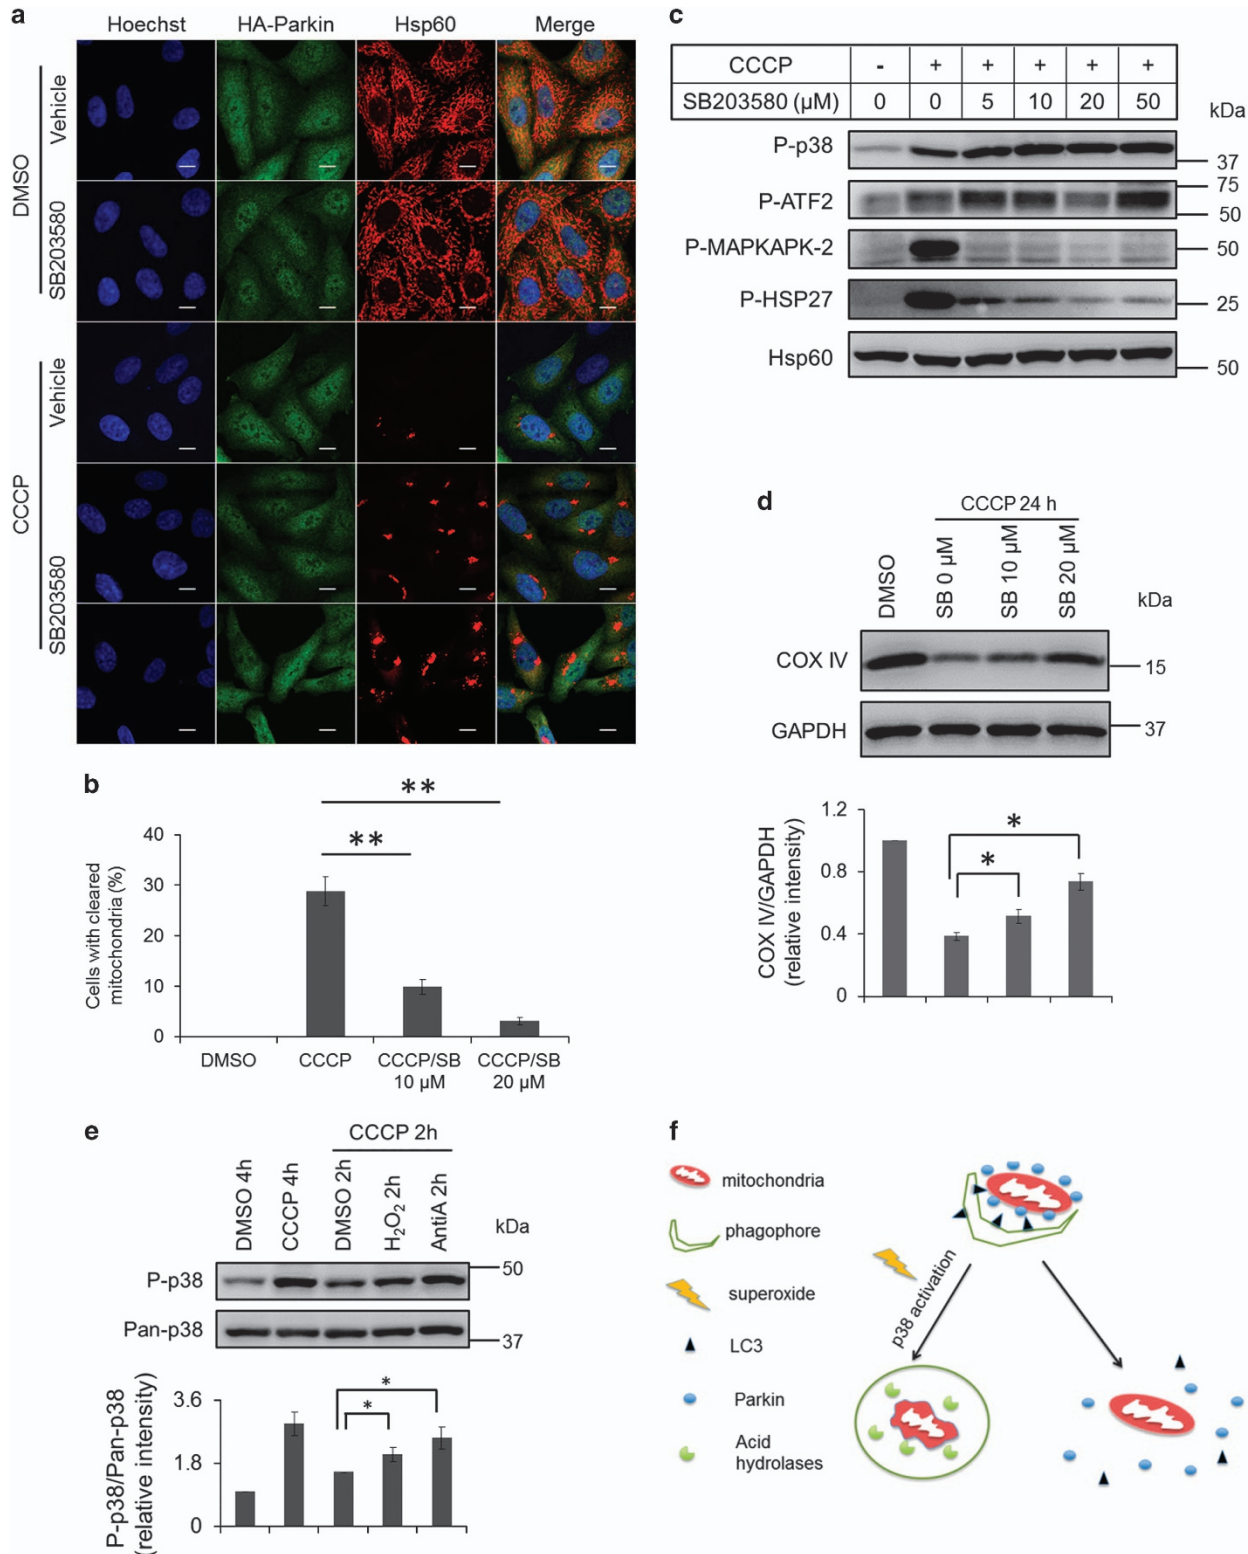 a
Hoechst HA-Parkin Hsp60 Merge
DMSO
Vehicle
SB203580
CCCP
Vehicle
SB203580
b
** 
**
Cells with cleared
mitochondria (%)
40
30
20
10
0
DMSO CCCP CCCP/SB CCCP/SB
10 µM 20 µM
c
CCCP - + + + + +
SB203580 (µM) 0 0 5 10 20 50
kDa
P-p38 37
P-ATF2 75
50
P-MAPKAPK-2 50
P-HSP27 25
Hsp60 50
d
CCCP 24 h
DMSO
SB 0 µM
SB 10 µM
SB 20 µM
kDa
COX IV 15
GAPDH 37
COX IV/GAPDH
(relative intensity)
1.2
0.8
0.4
0
*
*
e
CCCP 2h
DMSO 4h
CCCP 4h
DMSO 2h
H2O2 2h
AntiA 2h
kDa
P-p38 50
Pan-p38 37
P-p38/Pan-p38
(relative intensity)
3.6
1.8
0
*
*
f
mitochondria
phagophore
superoxide
LC3
Parkin
Acid
hydrolases
p38 activation